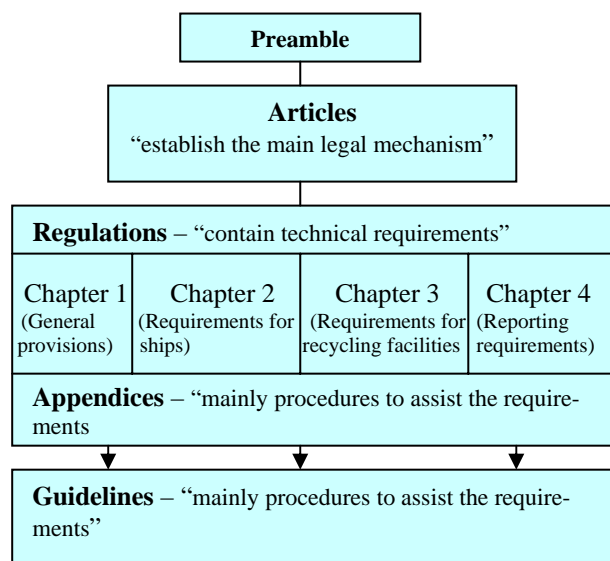 Preamble
Articles
“establish the main legal mechanism”
Regulations – “contain technical requirements”
Chapter 1
(General
provisions)
Chapter 2
(Requirements for
ships)
Chapter 3
(Requirements for
recycling facilities
Chapter 4
(Reporting
requirements)
Appendices – “mainly procedures to assist the require-
ments
Guidelines – “mainly procedures to assist the require-
ments”